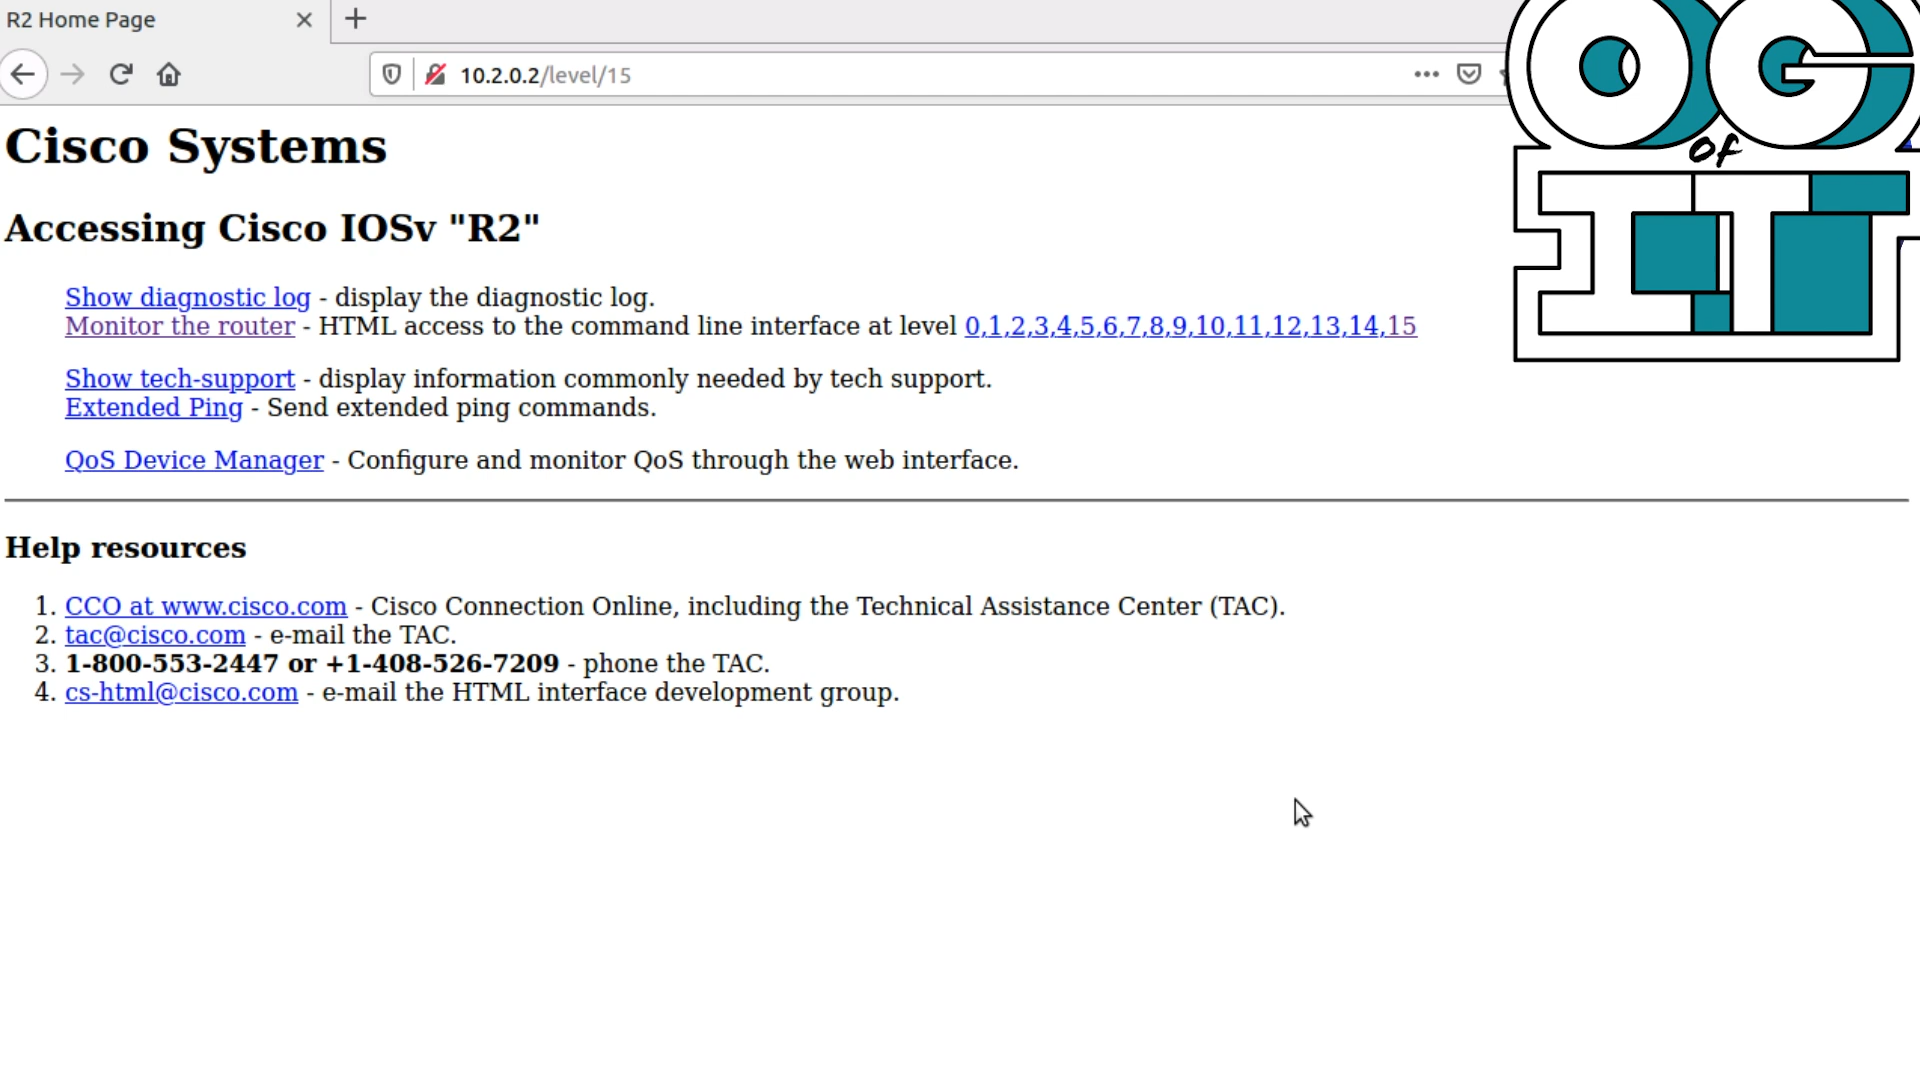 R2 Home Page
10.2.0.2/level/15
OG
of
IT
Cisco Systems
Accessing Cisco IOSv "R2"
Show diagnostic log - display the diagnostic log.
Monitor the router - HTML access to the command line interface at level 0,1,2,3,4,5,6,7,8,9,10,11,12,13,14,15
Show tech-support - display information commonly needed by tech support.
Extended Ping - Send extended ping commands.
QoS Device Manager - Configure and monitor QoS through the web interface.
Help resources
1. CCO at www.cisco.com - Cisco Connection Online, including the Technical Assistance Center (TAC).
2. tac@cisco.com - e-mail the TAC.
3. 1-800-553-2447 or +1-408-526-7209 - phone the TAC.
4. cs-html@cisco.com - e-mail the HTML interface development group.